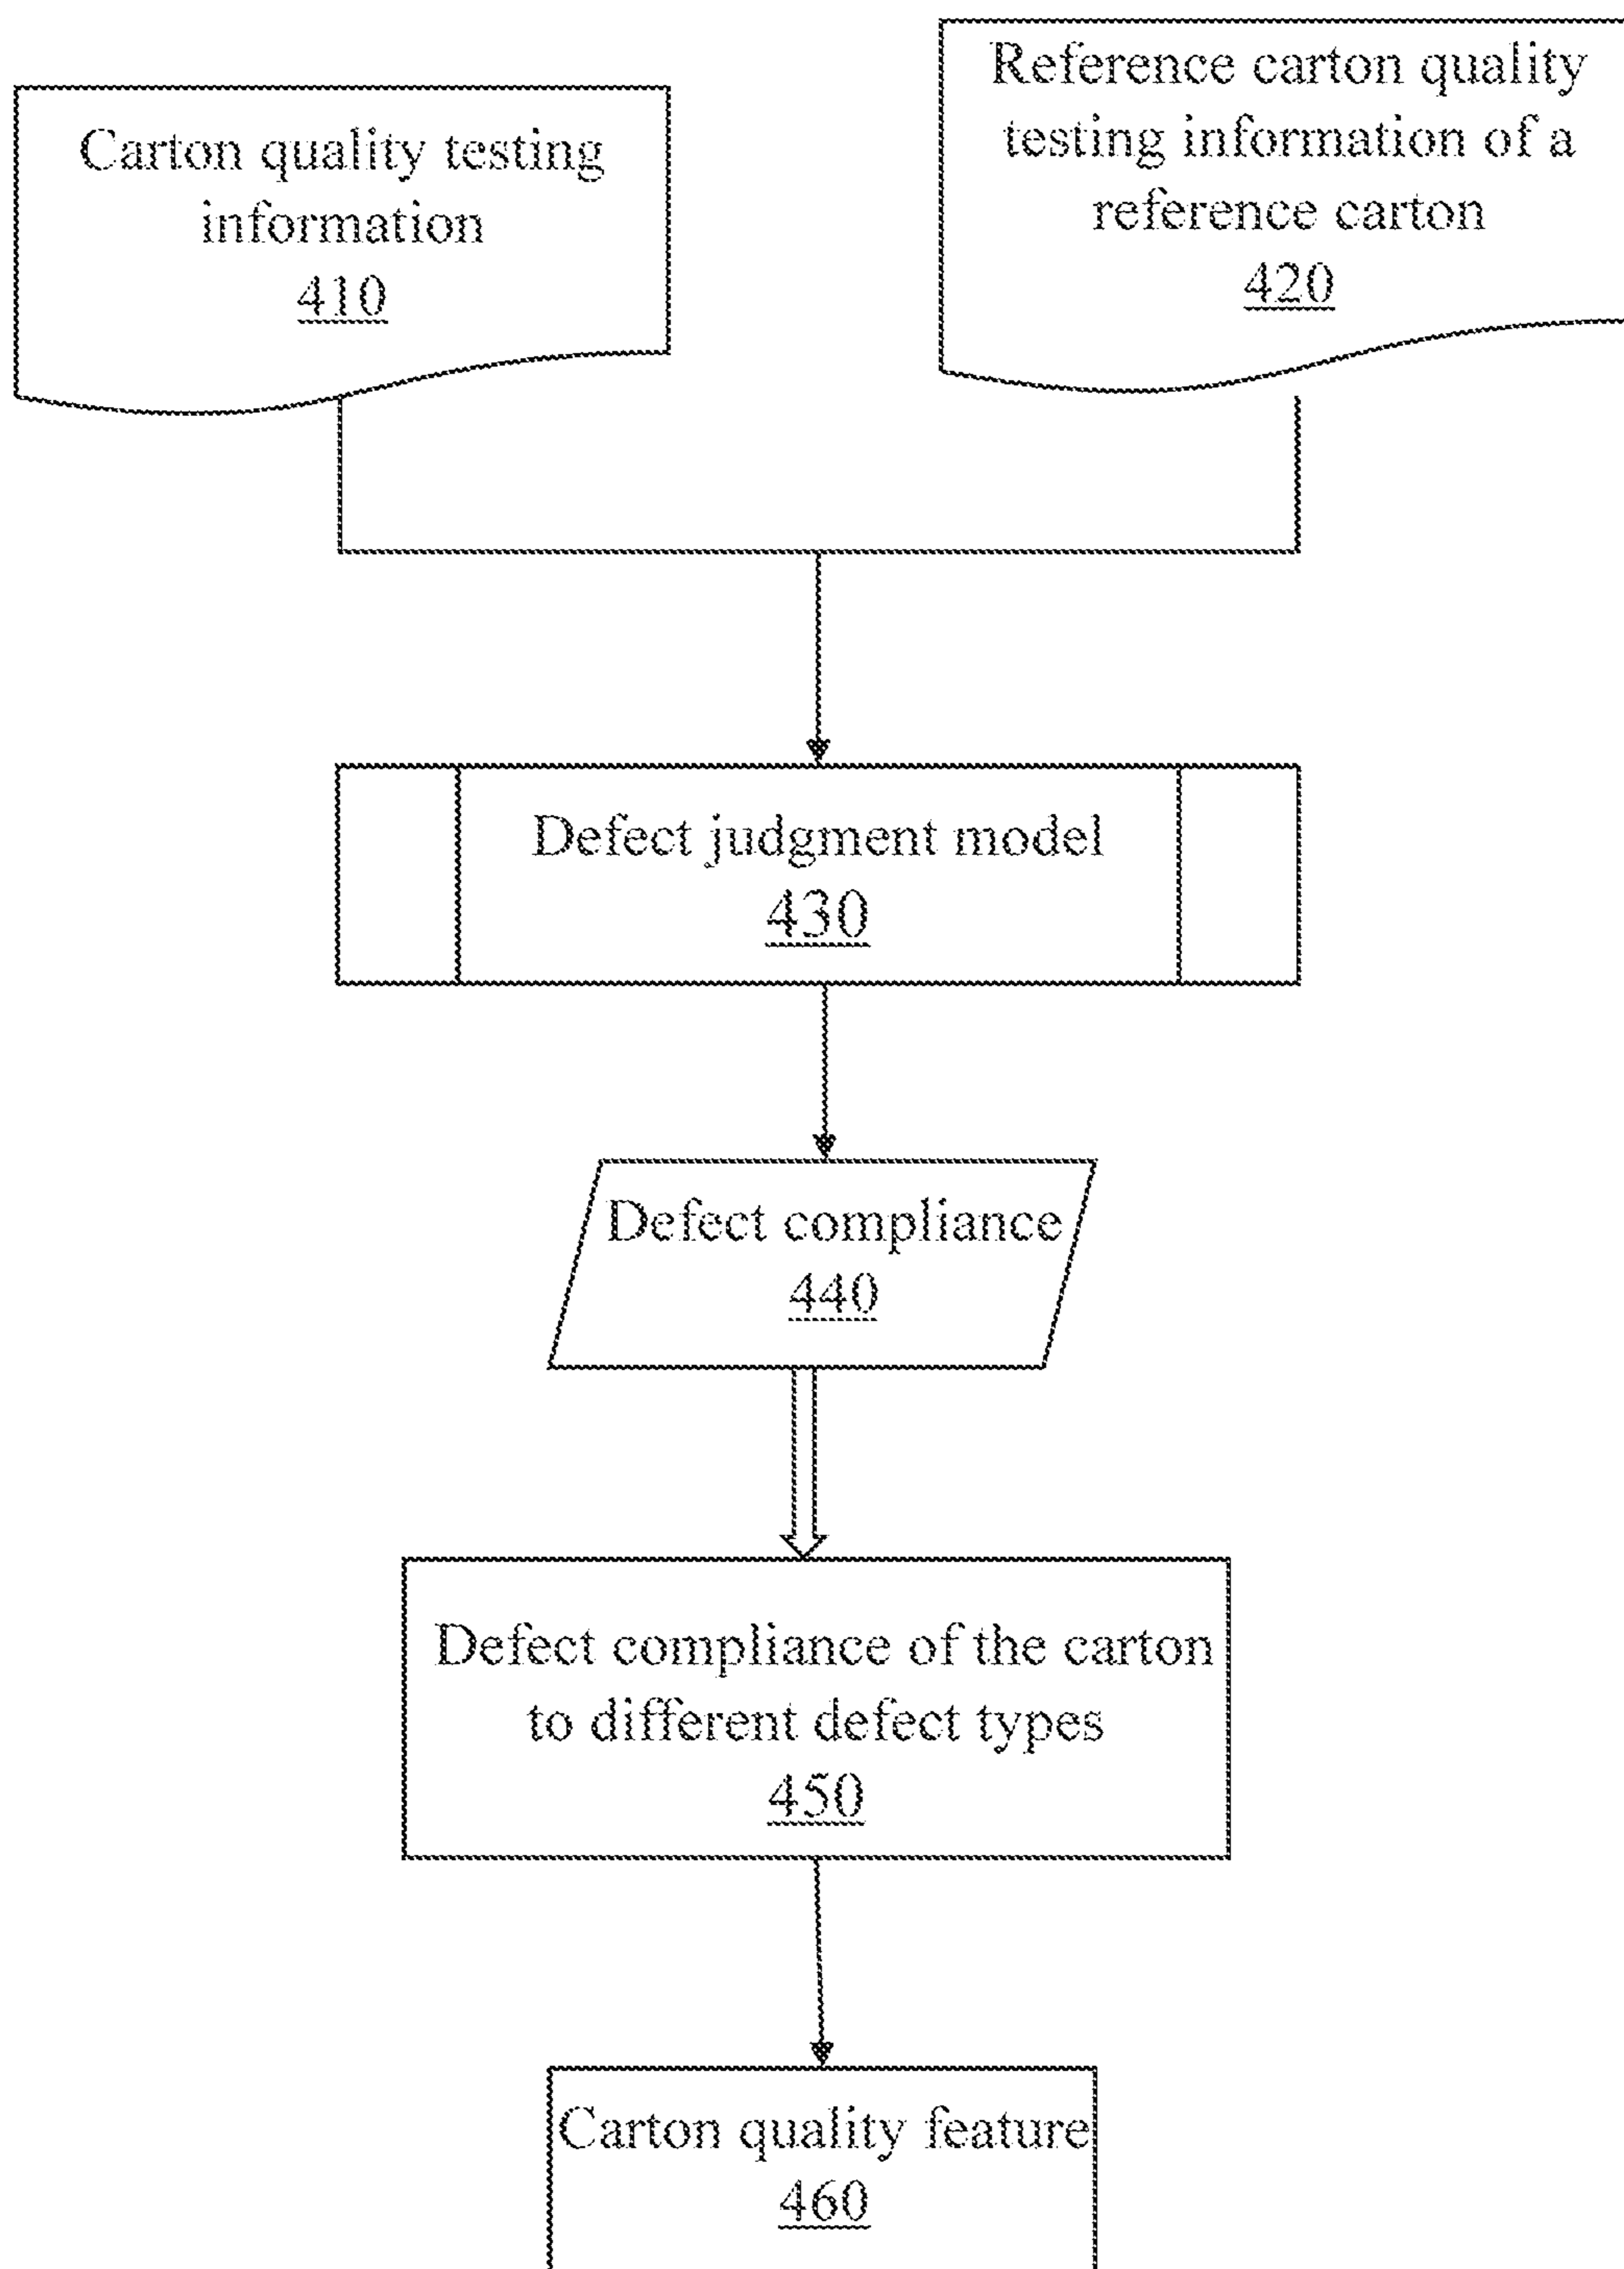 Carton quality testing
information
410
Reference carton quality
testing information of a
reference carton
420
Defect judgment model
430
Defect compliance
440
Defect compliance of the carton
to different defect types
450
Carton quality feature
460